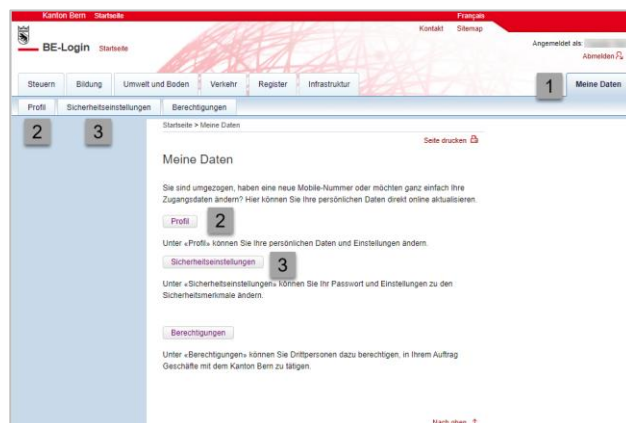 Kanton Bern Startseite Français
Kontakt Sitemap
BE-Login Startseite
Angemeldet als:
Abmelden
Steuern Bildung Umwelt und Boden Verkehr Register Infrastruktur 1 Meine Daten
Profil Sicherheitseinstellungen Berechtigungen
2 3
Startseite > Meine Daten
Seite drucken
Meine Daten
Sie sind umgezogen, haben eine neue Mobile-Nummer oder möchten ganz einfach Ihre
Zugangsdaten ändern? Hier können Sie Ihre persönlichen Daten direkt online aktualisieren.
Profil 2
Unter «Profil» können Sie Ihre persönlichen Daten und Einstellungen ändern.
Sicherheitseinstellungen 3
Unter «Sicherheitseinstellungen» können Sie Ihr Passwort und Einstellungen zu den
Sicherheitsmerkmale ändern.
Berechtigungen
Unter «Berechtigungen» können Sie Drittpersonen dazu berechtigen, in Ihrem Auftrag
Geschäfte mit dem Kanton Bern zu tätigen.
Nach oben